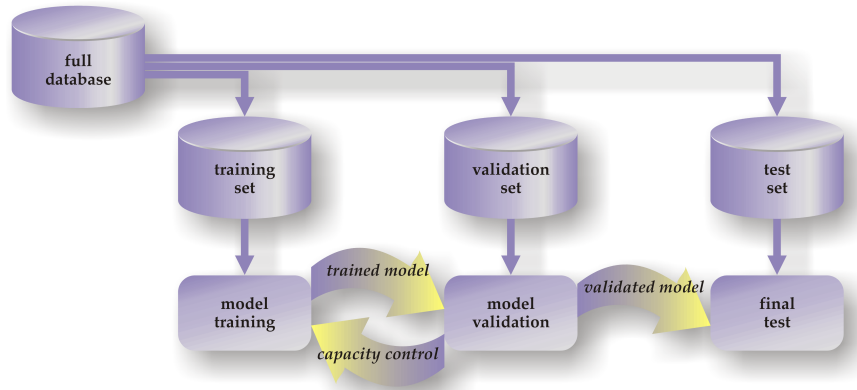 full
database
training
set
validation
set
test
set
trained model
validated model
model
training
model
validation
final
test
capacity control